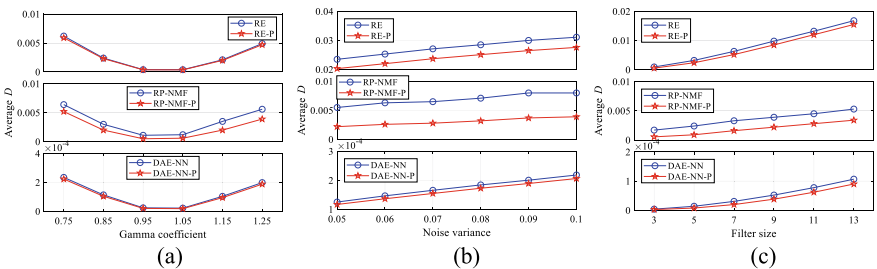 0.01
0.005
0
RE
RE-P
0.01
0.005
0
RP-NMF
RP-NMF-P
Average D
×10⁻⁴
4
2
0
DAE-NN
DAE-NN-P
0.75 0.85 0.95 1.05 1.15 1.25
Gamma coefficient
(a)
0.04
0.03
0.02
RE
RE-P
0.01
0.005
0
RP-NMF
RP-NMF-P
Average D
×10⁻⁴
3
2
1
DAE-NN
DAE-NN-P
0.05 0.06 0.07 0.08 0.09 0.1
Noise variance
(b)
0.02
0.01
0
RE
RE-P
0.01
0.005
0
RP-NMF
RP-NMF-P
Average D
×10⁻⁴
2
1
0
DAE-NN
DAE-NN-P
3 5 7 9 11 13
Filter size
(c)